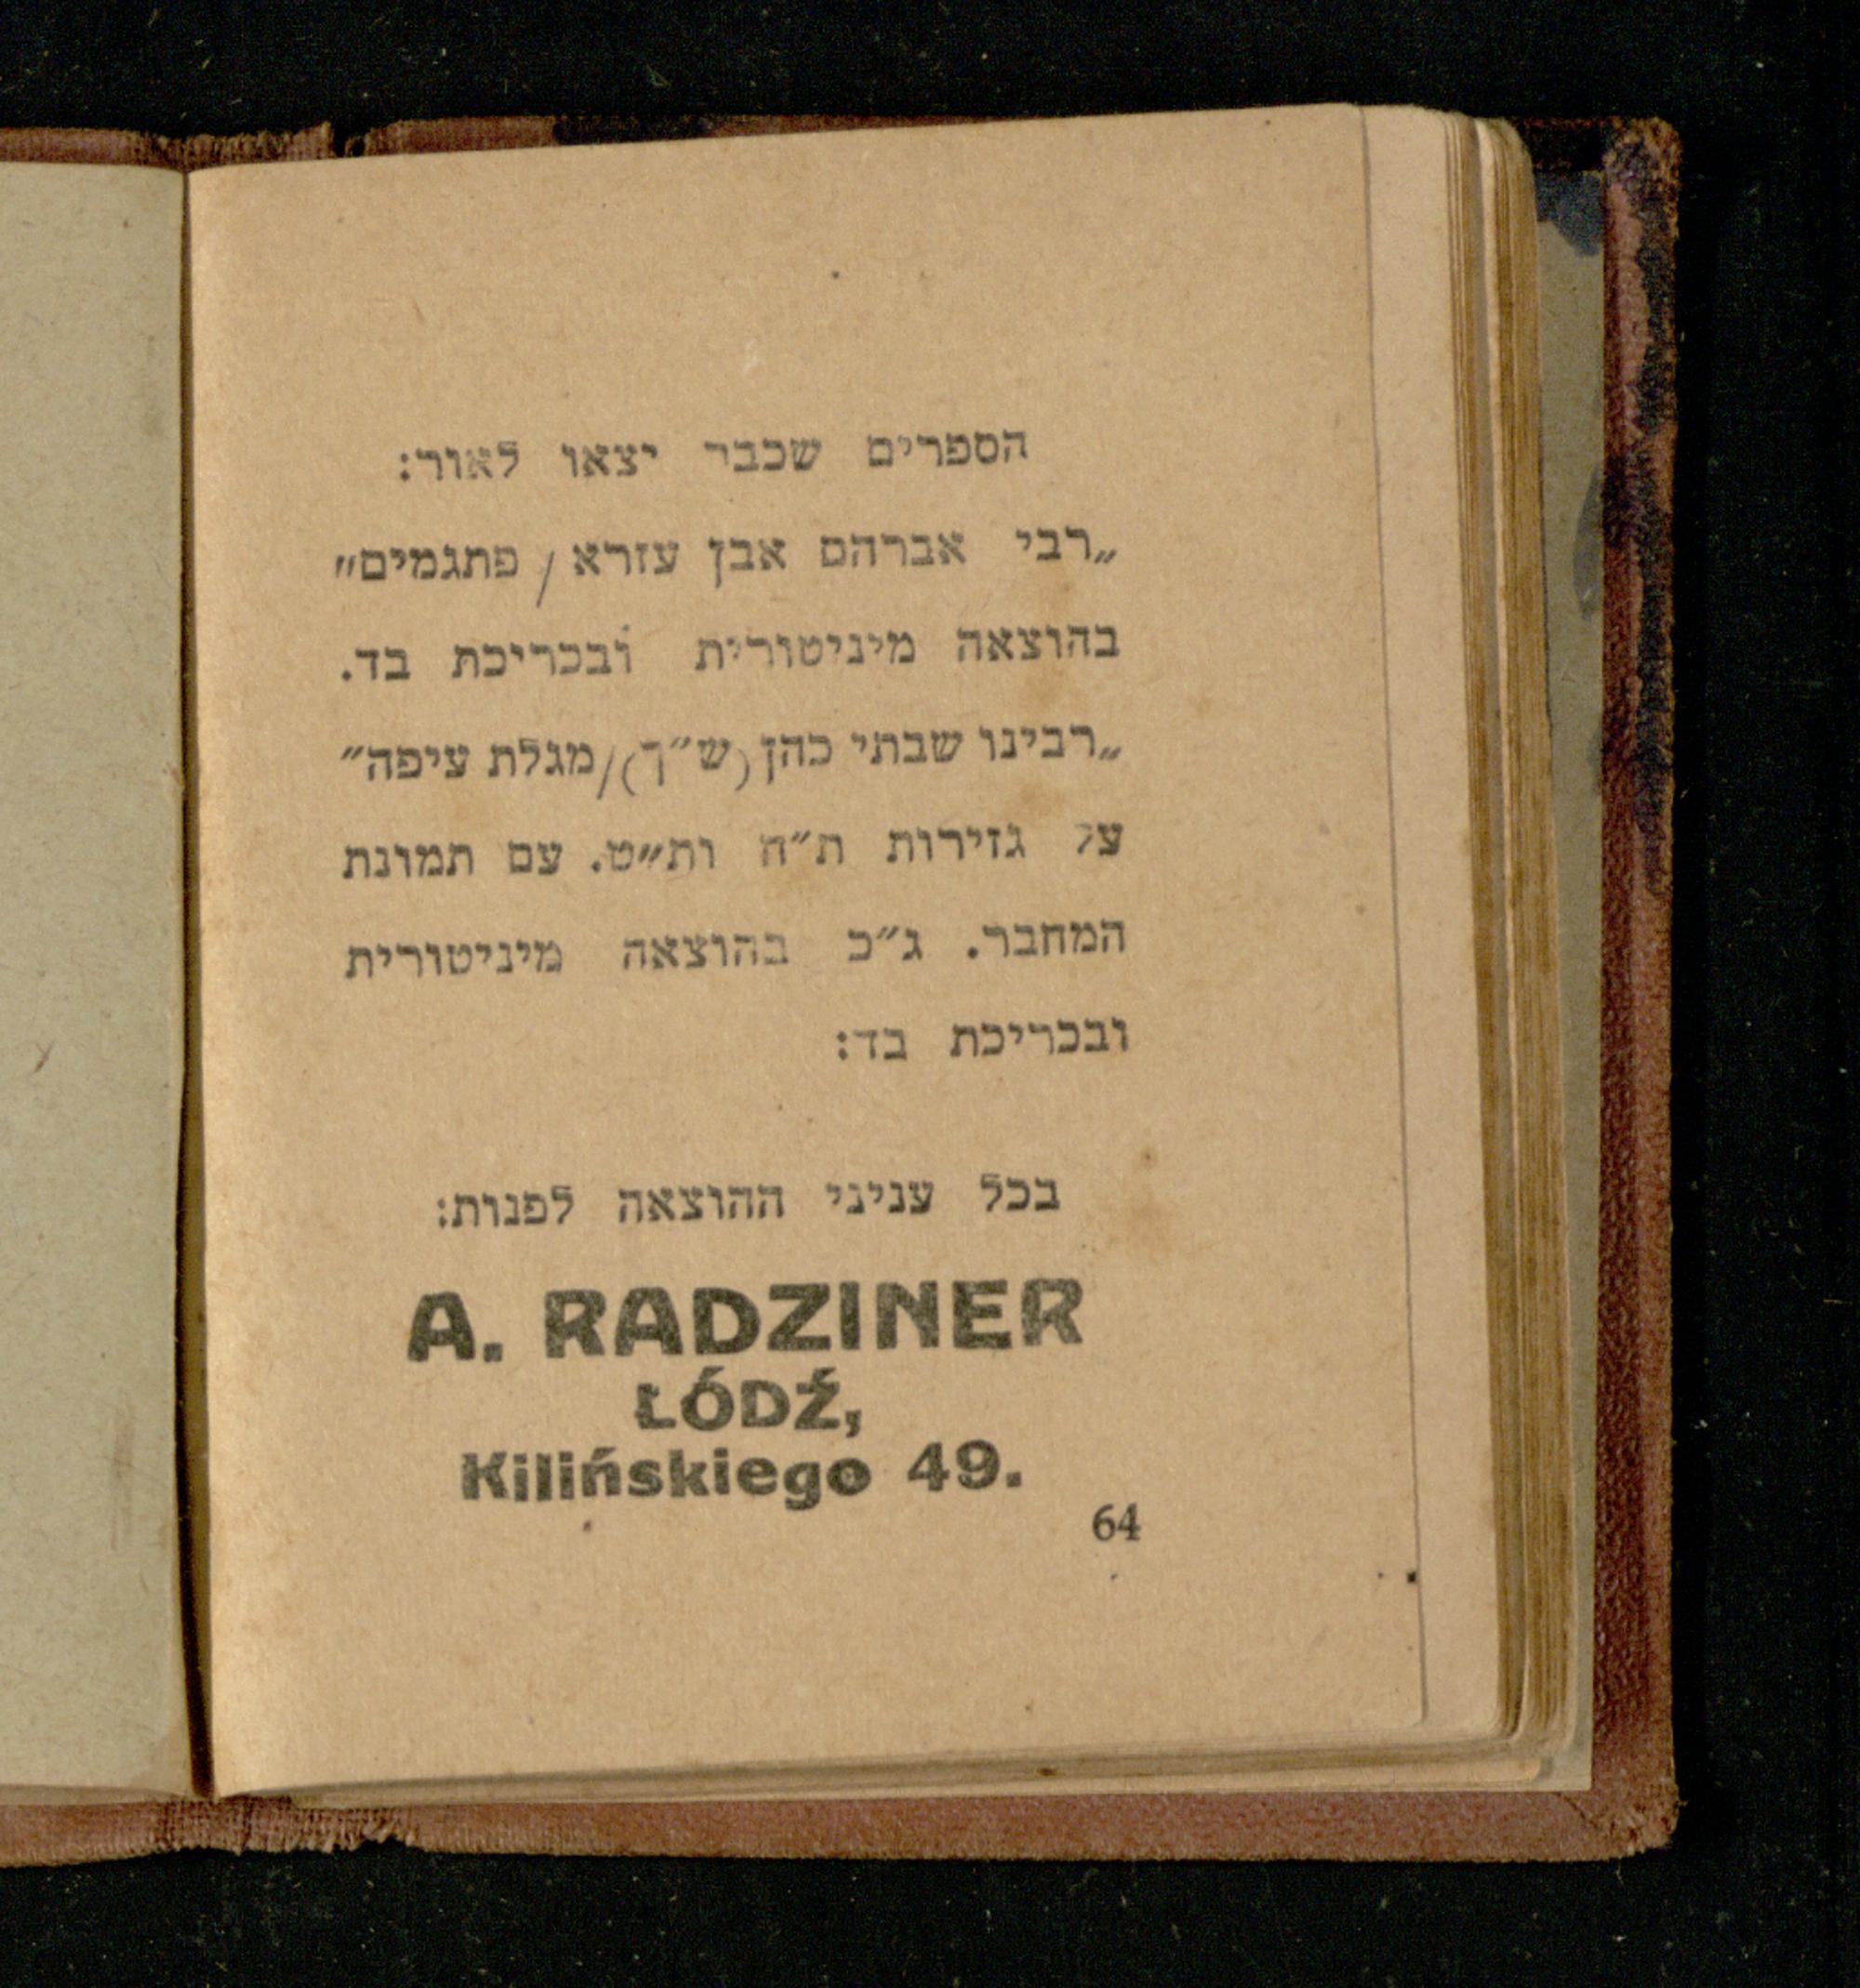 הספרים שכבר יצאו לאור:
„רבי אברהם אבן עזרא / פתגמים"
בהוצאה מיניטורית ובכריכת בד.
„רבינו שבתי כהן (ש"ך) / מגלת עיפה"
על גזירות ת"ח ות"ט. עם תמונת
המחבר. ג"כ בהוצאה מיניטורית
ובכריכת בד:
בכל עניני ההוצאה לפנות:
A. RADZINER
ŁÓDŹ,
Kilińskiego 49.
64